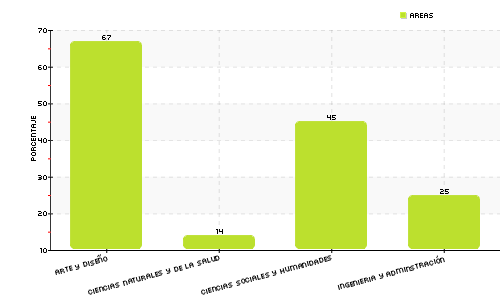 AREAS
70
60
50
40
30
20
10
PORCENTAJE
67
14
45
25
ARTE Y DISEÑO
CIENCIAS NATURALES Y DE LA SALUD
CIENCIAS SOCIALES Y HUMANIDADES
INGENIERIA Y ADMINSTRACIÓN